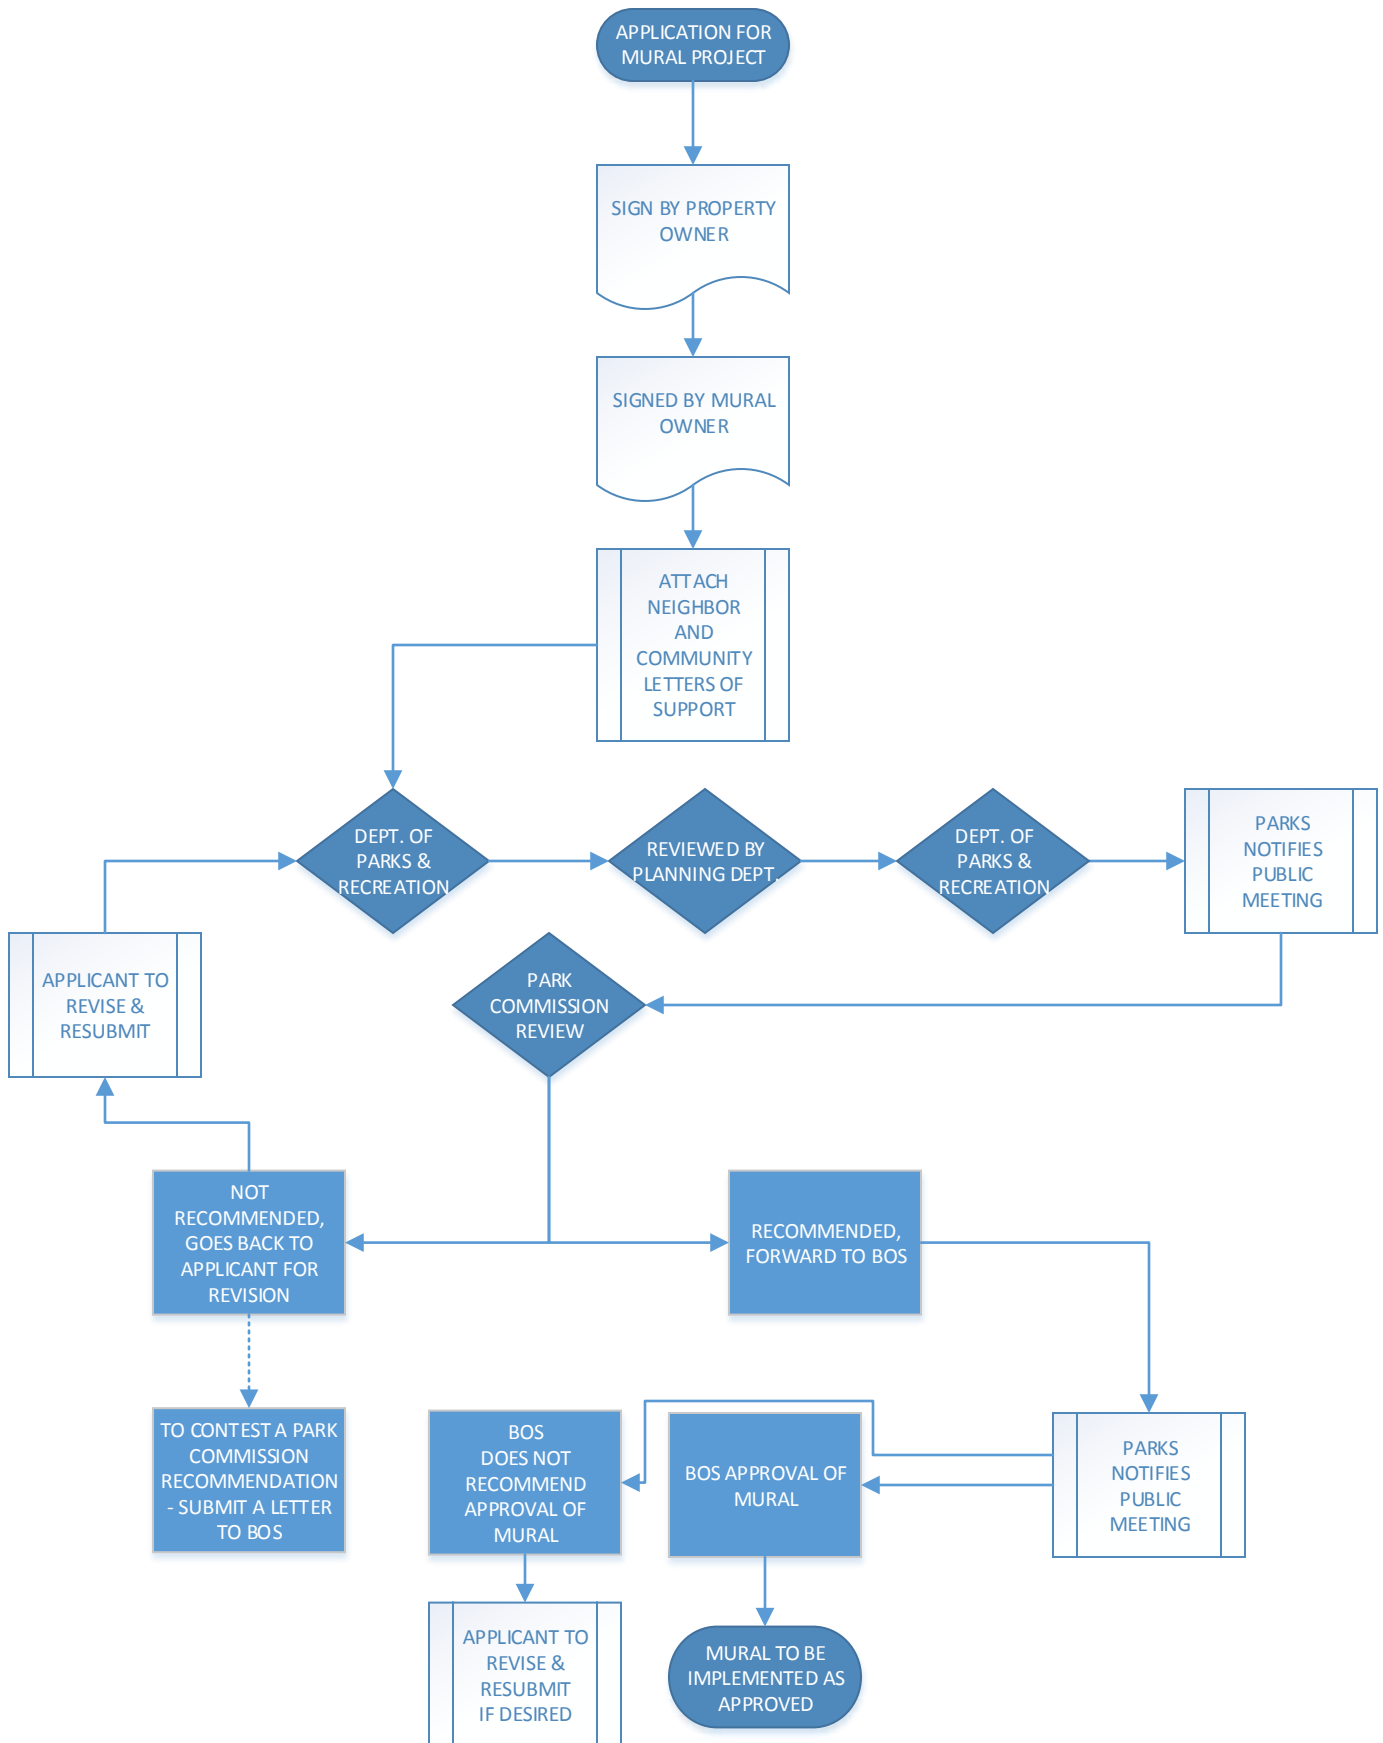 APPLICATION FOR
MURAL PROJECT
SIGN BY PROPERTY
OWNER
SIGNED BY MURAL
OWNER
ATTACH
NEIGHBOR
AND
COMMUNITY
LETTERS OF
SUPPORT
DEPT. OF
PARKS &
RECREATION
REVIEWED BY
PLANNING DEPT.
DEPT. OF
PARKS &
RECREATION
PARKS
NOTIFIES
PUBLIC
MEETING
APPLICANT TO
REVISE &
RESUBMIT
PARK
COMMISSION
REVIEW
NOT
RECOMMENDED,
GOES BACK TO
APPLICANT FOR
REVISION
RECOMMENDED,
FORWARD TO BOS
TO CONTEST A PARK
COMMISSION
RECOMMENDATION
- SUBMIT A LETTER
TO BOS
BOS
DOES NOT
RECOMMEND
APPROVAL OF
MURAL
BOS APPROVAL OF
MURAL
PARKS
NOTIFIES
PUBLIC
MEETING
APPLICANT TO
REVISE &
RESUBMIT
IF DESIRED
MURAL TO BE
IMPLEMENTED AS
APPROVED